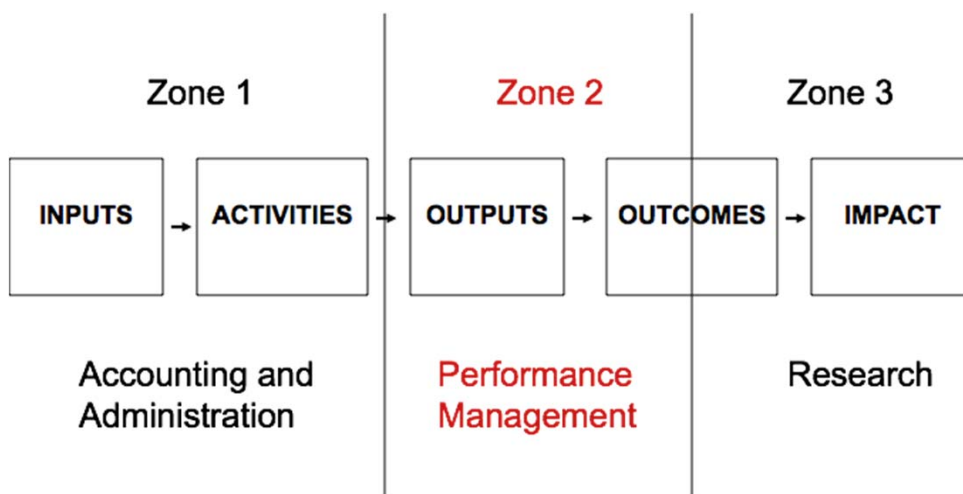 Zone 1
Zone 2
Zone 3
INPUTS
ACTIVITIES
OUTPUTS
OUTCOMES
IMPACT
Accounting and
Administration
Performance
Management
Research